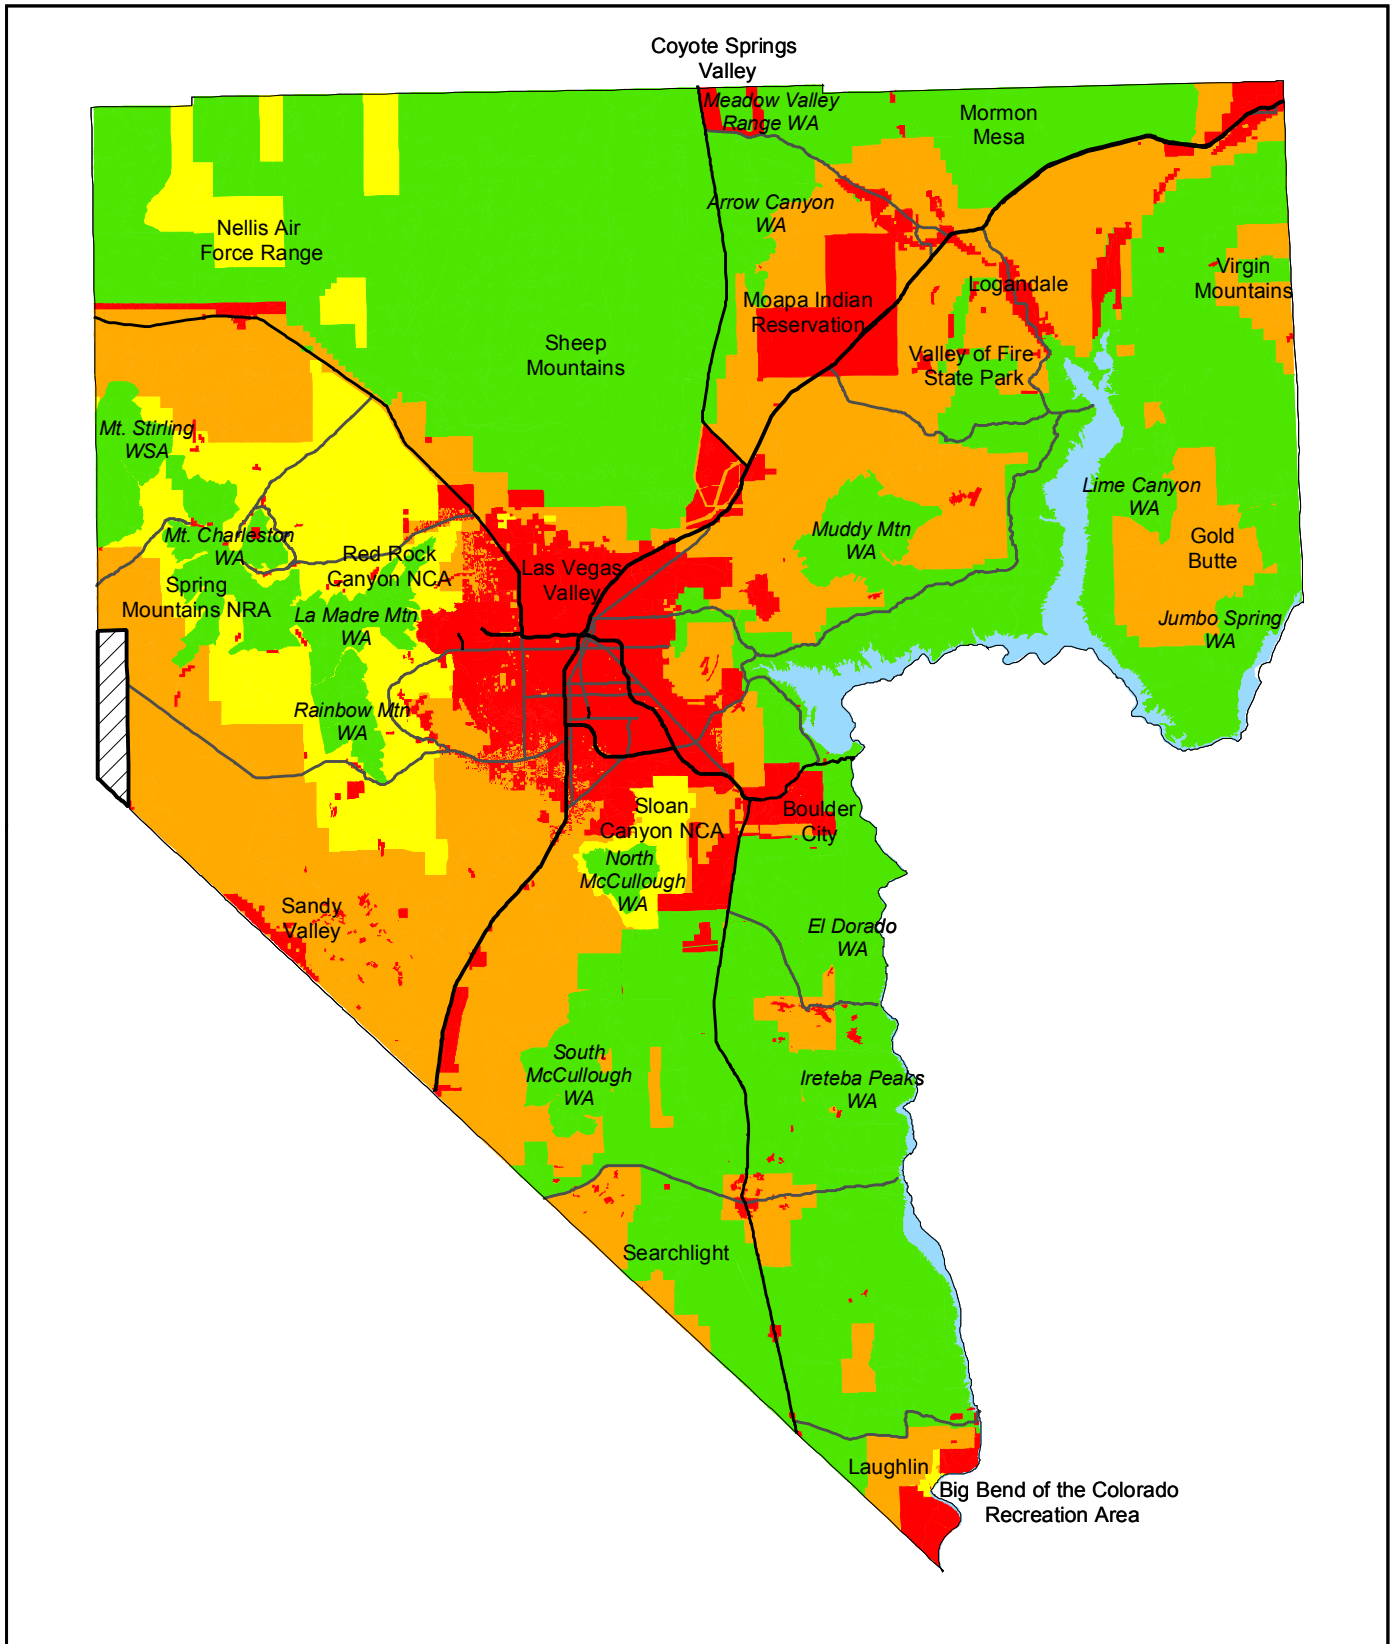 Coyote Springs
Valley
Meadow Valley
Range WA
Mormon
Mesa
Arrow Canyon
WA
Nellis Air
Force Range
Virgin
Mountains
Logandale
Moapa Indian
Reservation
Sheep
Mountains
Valley of Fire
State Park
Mt. Stirling
WSA
Lime Canyon
WA
Muddy Mtn
WA
Gold
Butte
Mt. Charleston
WA
Red Rock
Canyon NCA
Las Vegas
Valley
Spring
Mountains NRA
La Madre Mtn
WA
Jumbo Spring
WA
Rainbow Mtn
WA
Sloan
Canyon NCA
Boulder
City
North
McCullough
WA
Sandy
Valley
El Dorado
WA
South
McCullough
WA
Ireteba Peaks
WA
Searchlight
Laughlin
Big Bend of the Colorado
Recreation Area